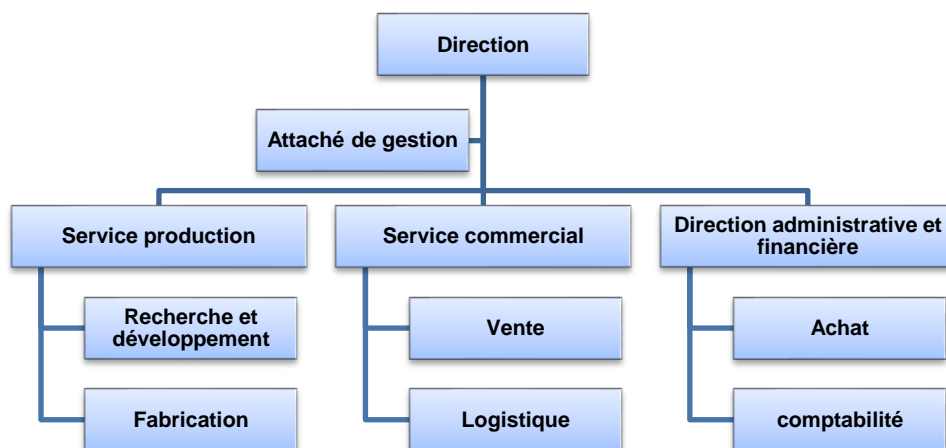 Direction
Attaché de gestion
Service production
Service commercial
Direction administrative et
financière
Recherche et
développement
Vente
Achat
Fabrication
Logistique
comptabilité